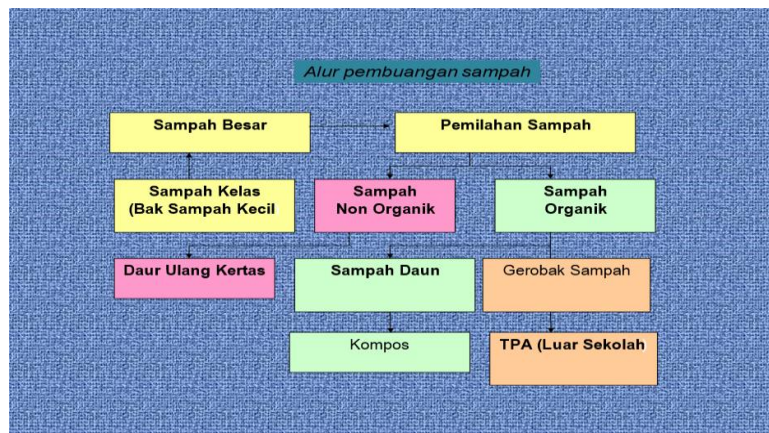 Alur pembuangan sampah
Sampah Besar
Pemilahan Sampah
Sampah Kelas
(Bak Sampah Kecil
Sampah
Non Organik
Sampah
Organik
Daur Ulang Kertas
Sampah Daun
Gerobak Sampah
Kompos
TPA (Luar Sekolah